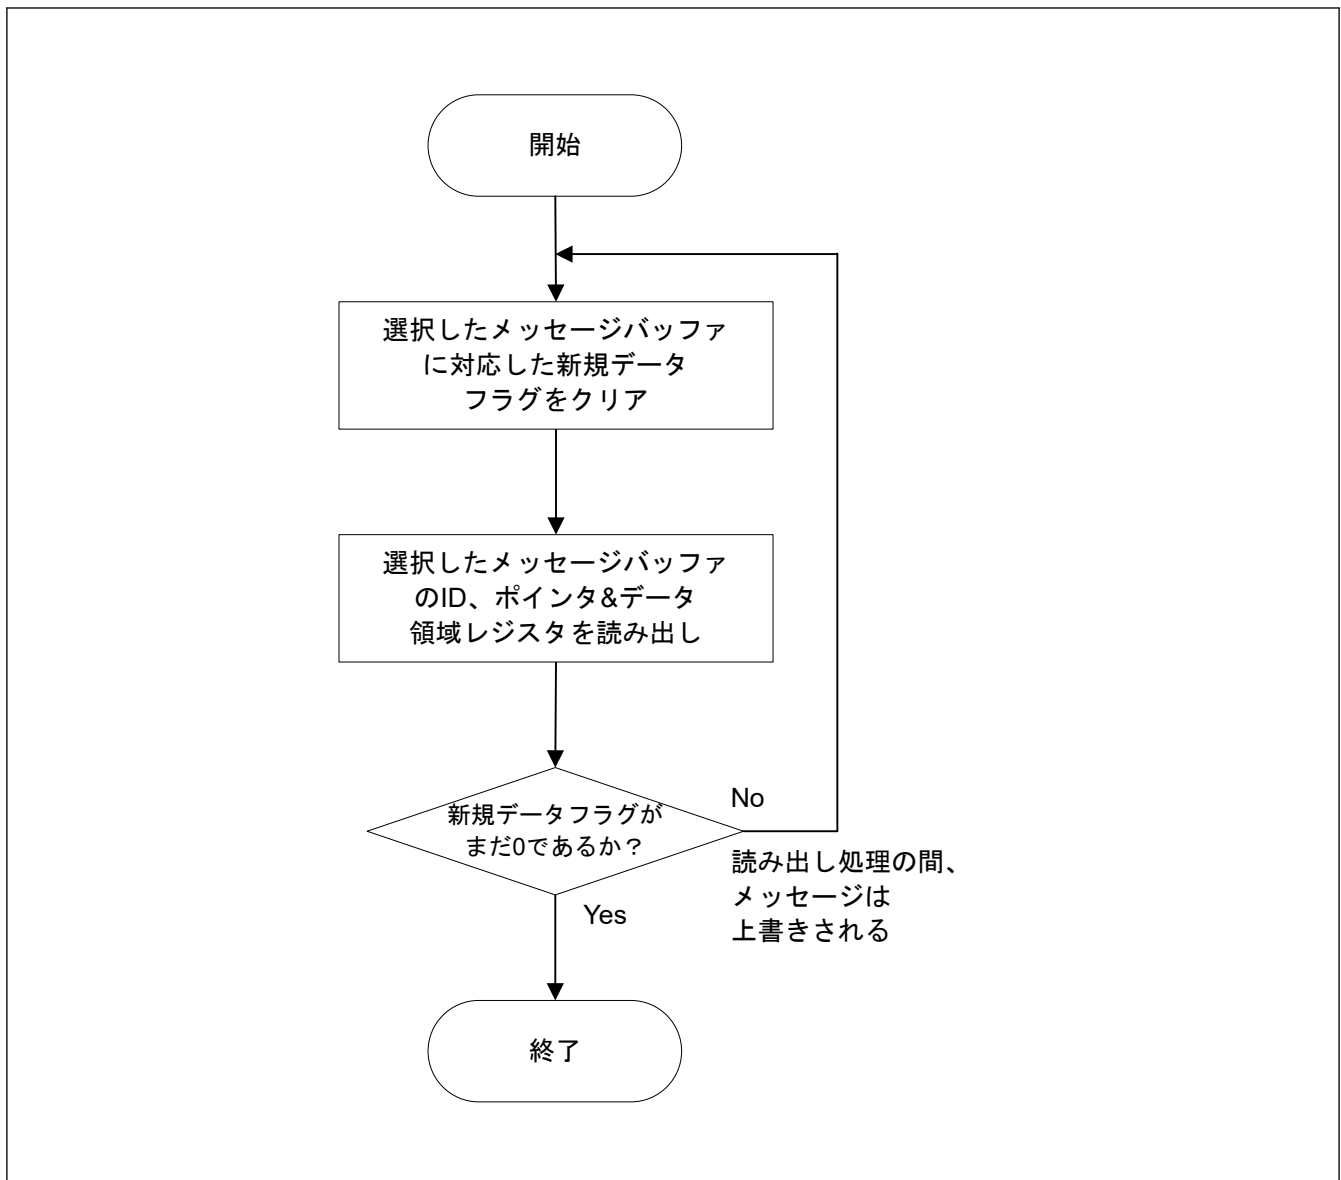 開始
選択したメッセージバッファ
に対応した新規データ
フラグをクリア
選択したメッセージバッファ
のID、ポインタ&データ
領域レジスタを読み出し
新規データフラグが
まだ0であるか？
No
読み出し処理の間、
メッセージは
上書きされる
Yes
終了